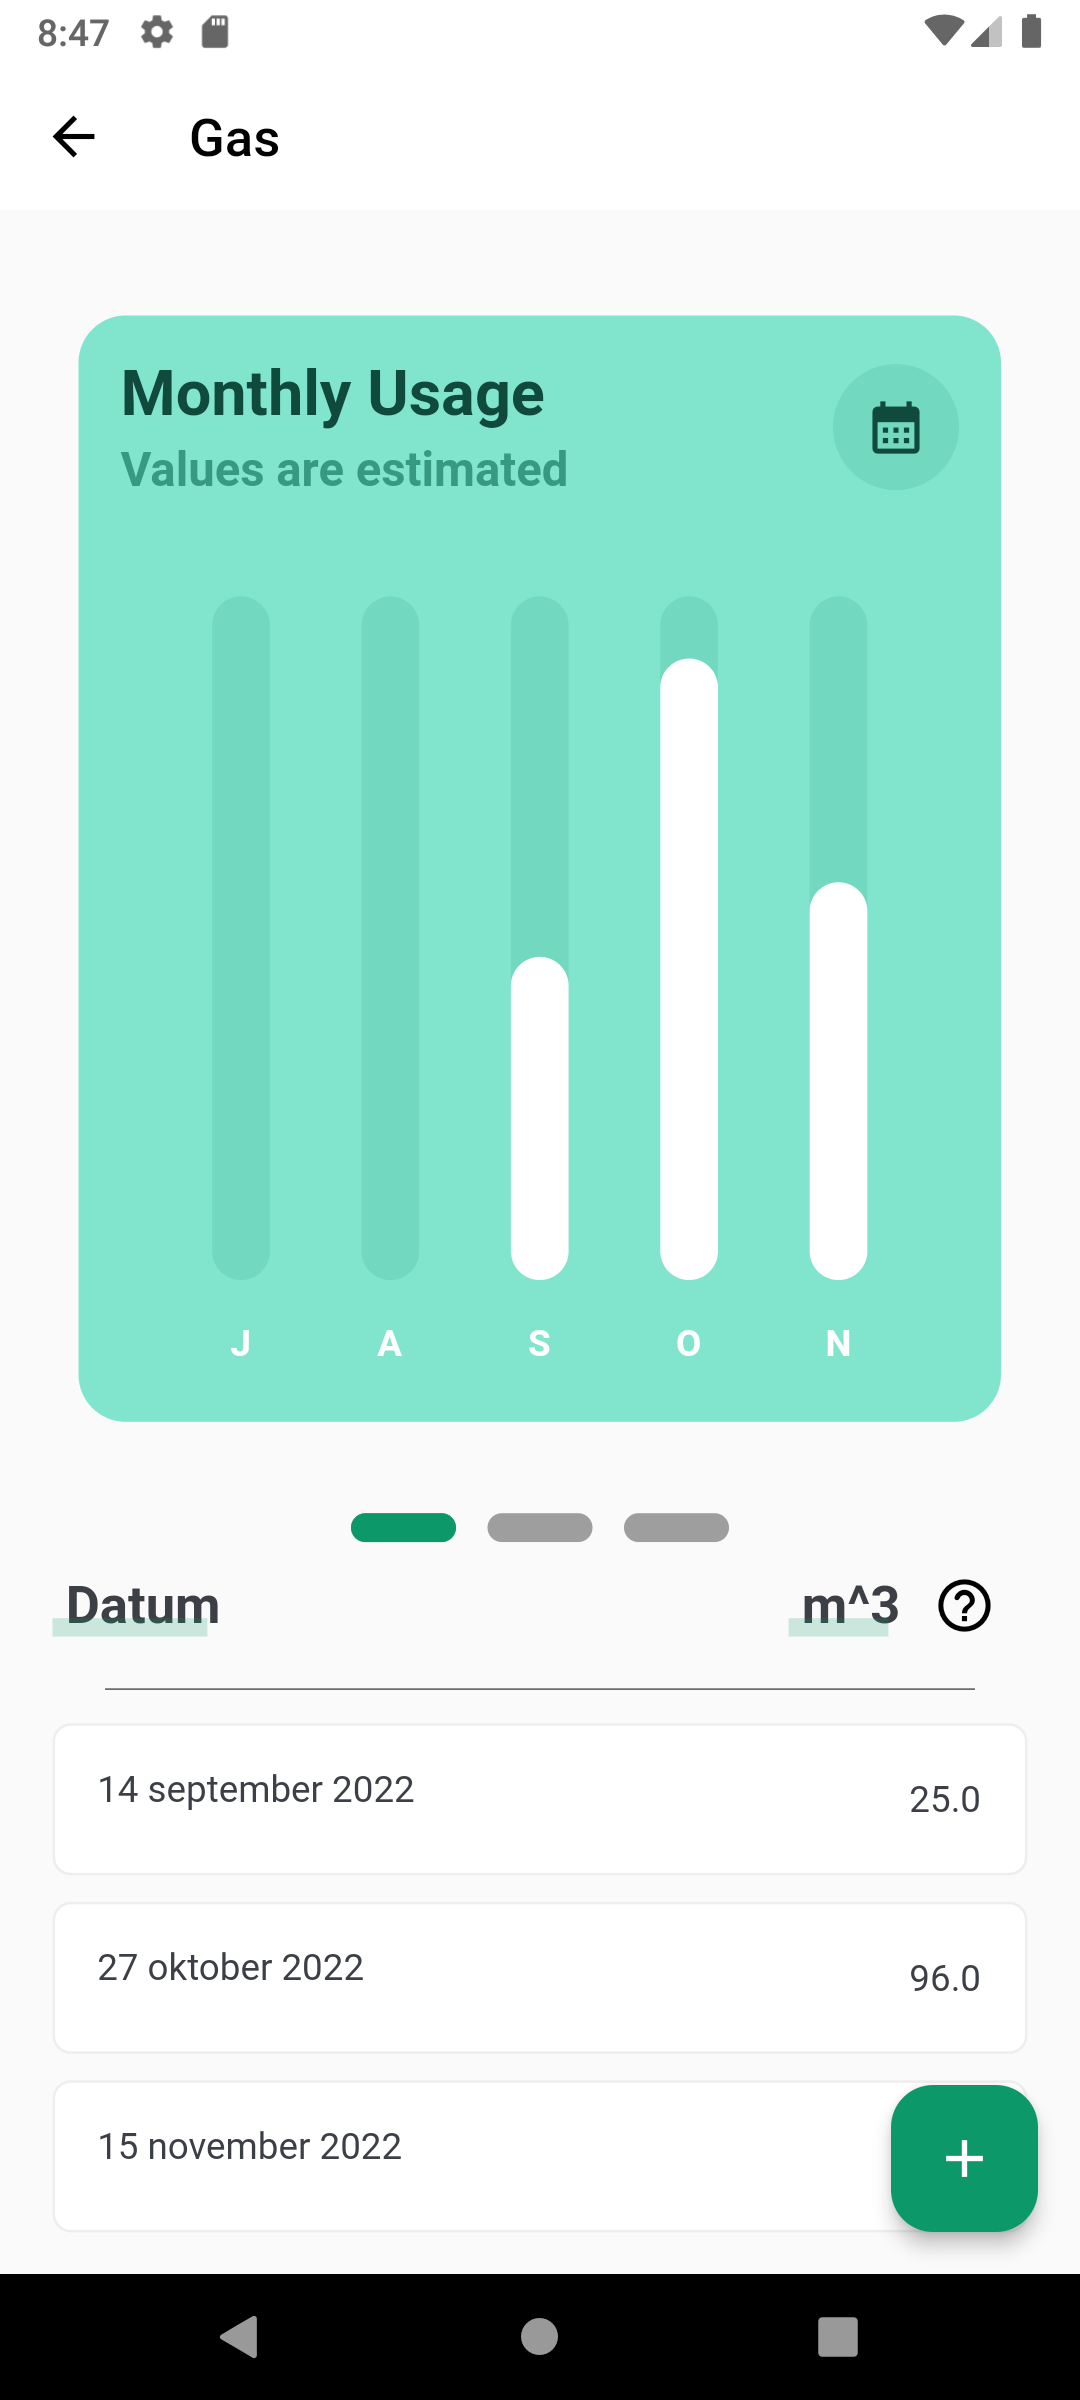 8:47
Gas
Monthly Usage
Values are estimated
J A S O N
Datum m^3
14 september 2022 25.0
27 oktober 2022 96.0
15 november 2022